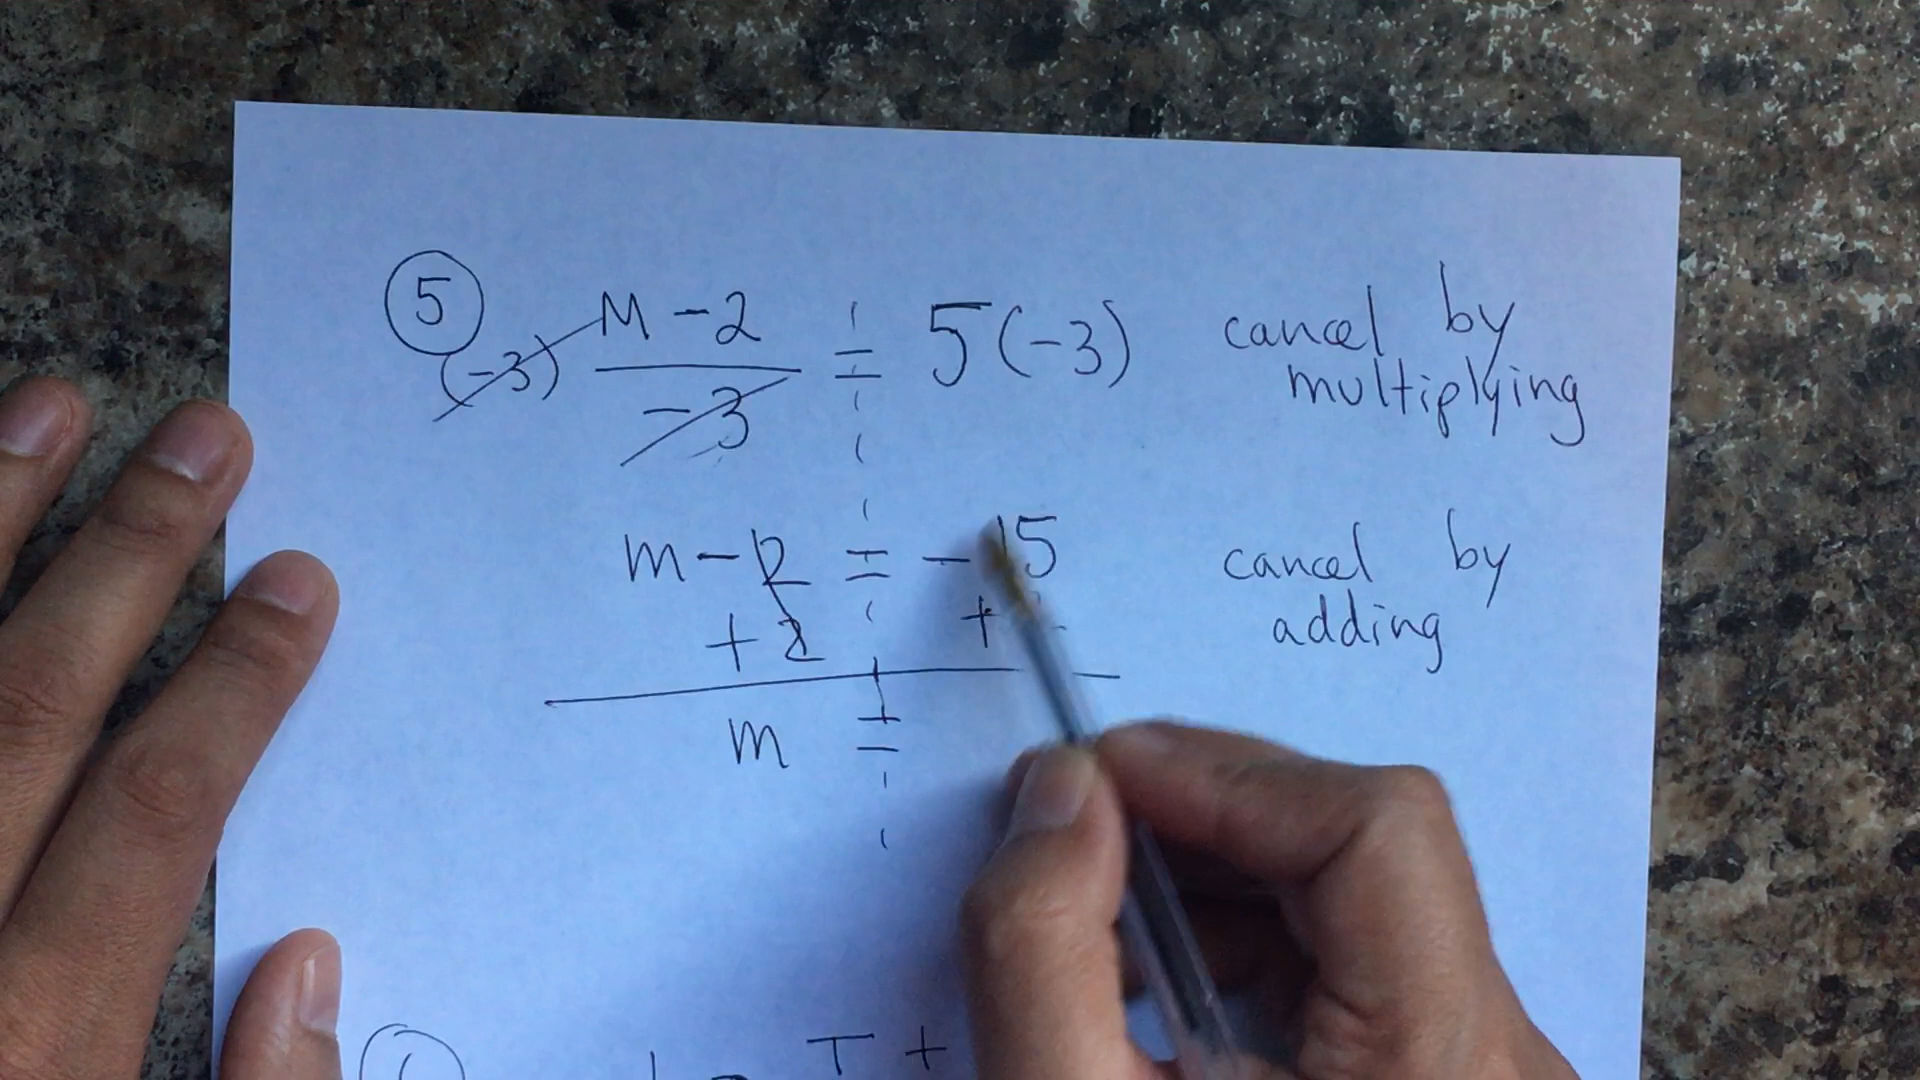 5
(-3) M - 2 = 5(-3) cancel by
-3 multiplying
m - 2 = -15 cancel by
+2 + adding
m =
T +